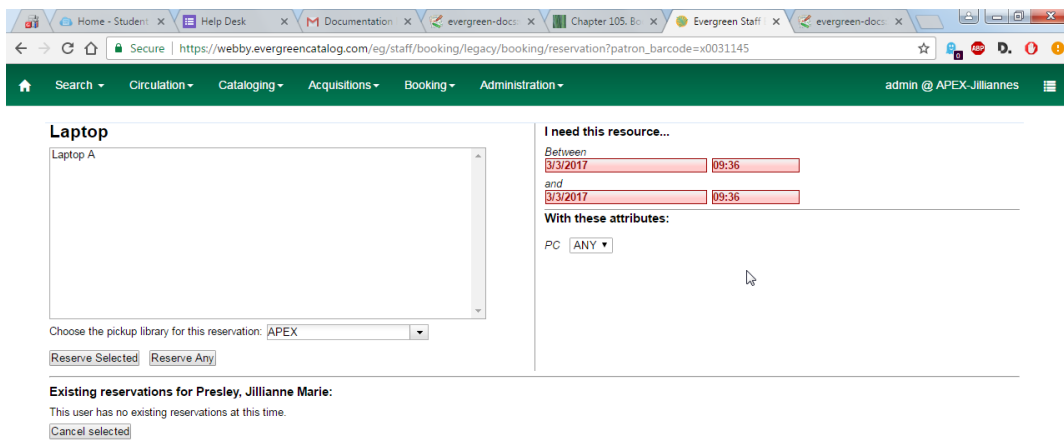 Home - Student
Help Desk
Documentation
evergreen-docs:
Chapter 105. Bo
Evergreen Staff
evergreen-docs
Secure | https://webby.evergreencatalog.com/eg/staff/booking/legacy/booking/reservation?patron_barcode=x0031145
0 ABP D.
Search Circulation Cataloging Acquisitions Booking Administration admin @ APEX-Jilliannes
Laptop
Laptop A
Choose the pickup library for this reservation: APEX
Reserve Selected Reserve Any
I need this resource...
Between
3/3/2017 09:36
and
3/3/2017 09:36
With these attributes:
PC ANY
Existing reservations for Presley, Jillianne Marie:
This user has no existing reservations at this time.
Cancel selected